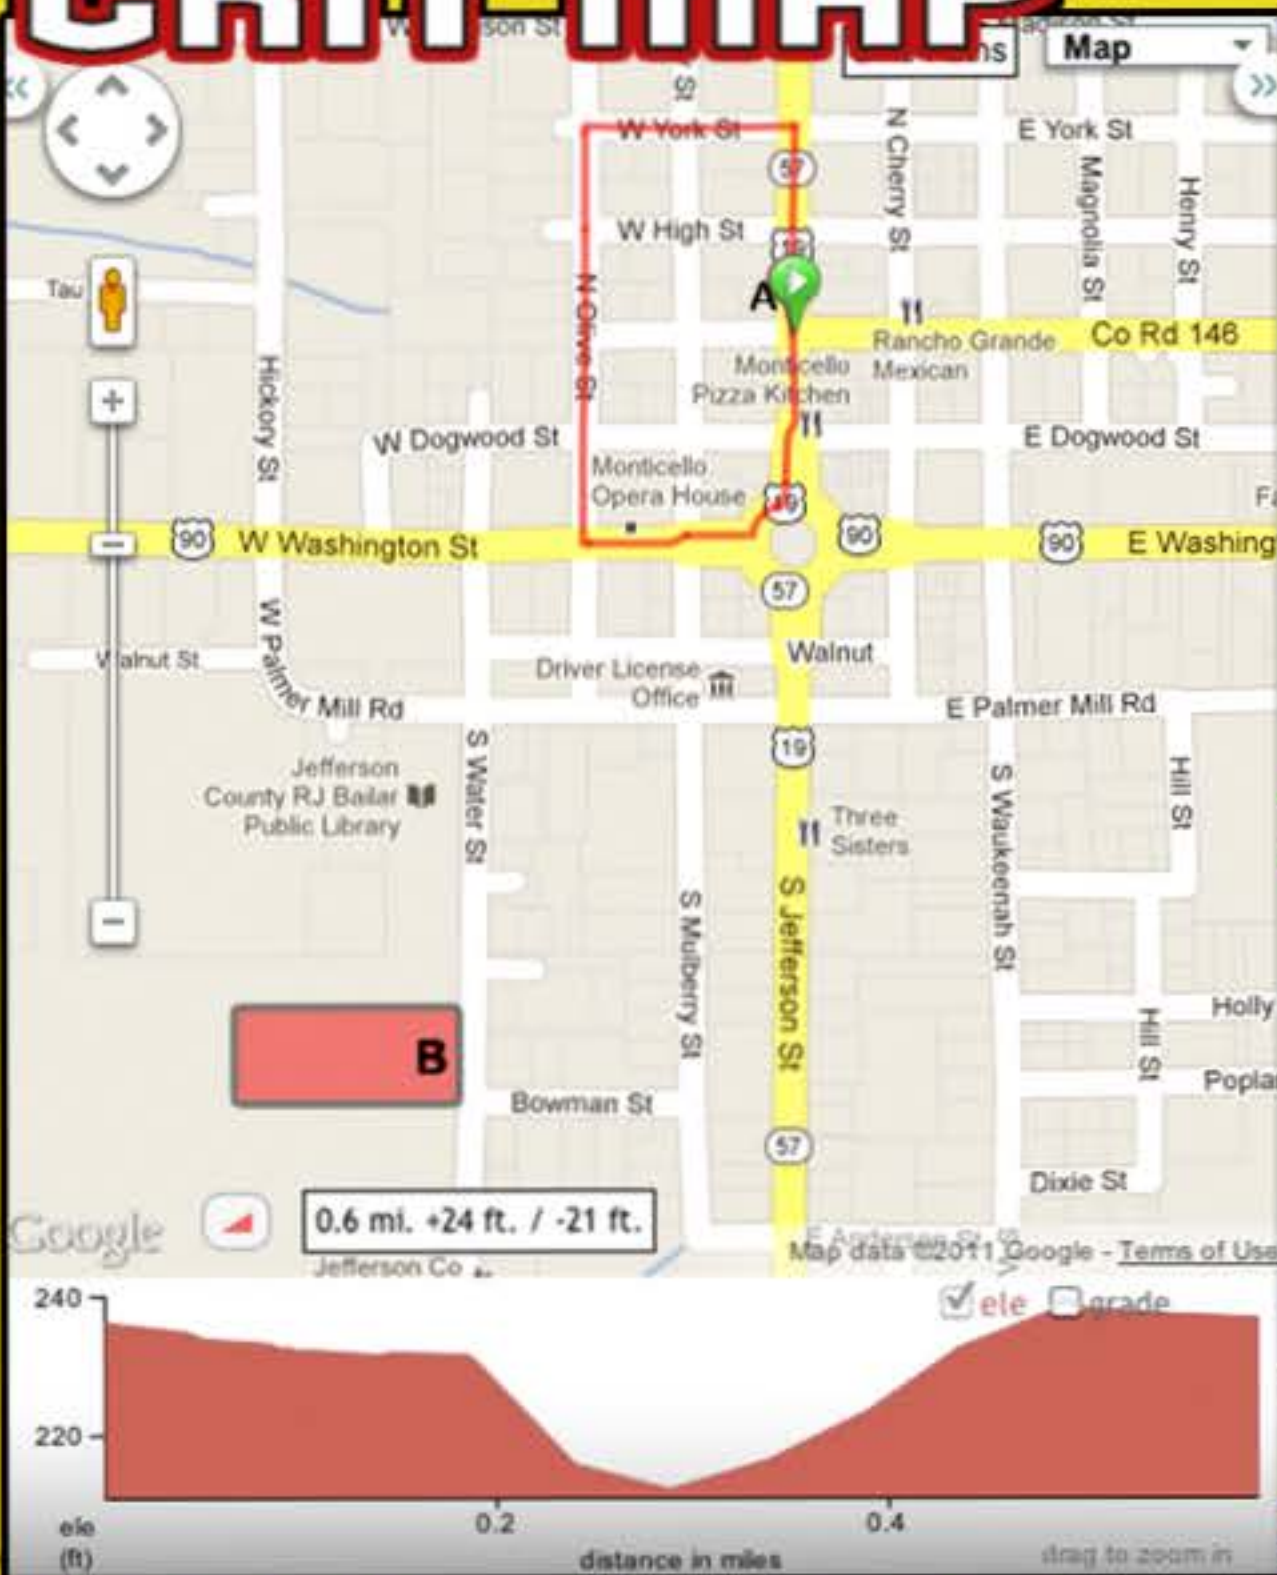 CRIT MAP
Map
W York St
E York St
57
N Cherry St
Magnolia St
Henry St
W High St
19
A
Tau
N Olive St
Rancho Grande
Mexican
Co Rd 146
Monticello
Pizza Kitchen
Hickory St
W Dogwood St
E Dogwood St
Monticello
Opera House
19
90
W Washington St
90
90
E Washing
57
Walnut St
W Palmer Mill Rd
Driver License
Office
Walnut
E Palmer Mill Rd
19
Jefferson
County RJ Bailar
Public Library
S Water St
Three
Sisters
Hill St
S Waukeenah St
S Mulberry St
S Jefferson St
B
Holly
Hill St
Bowman St
Popla
57
Dixie St
0.6 mi. +24 ft. / -21 ft.
Google
E Anderson St
Map data ©2011 Google - Terms of Use
Jefferson Co
240
ele grade
220
0.2
0.4
ele
(ft)
distance in miles
drag to zoom in